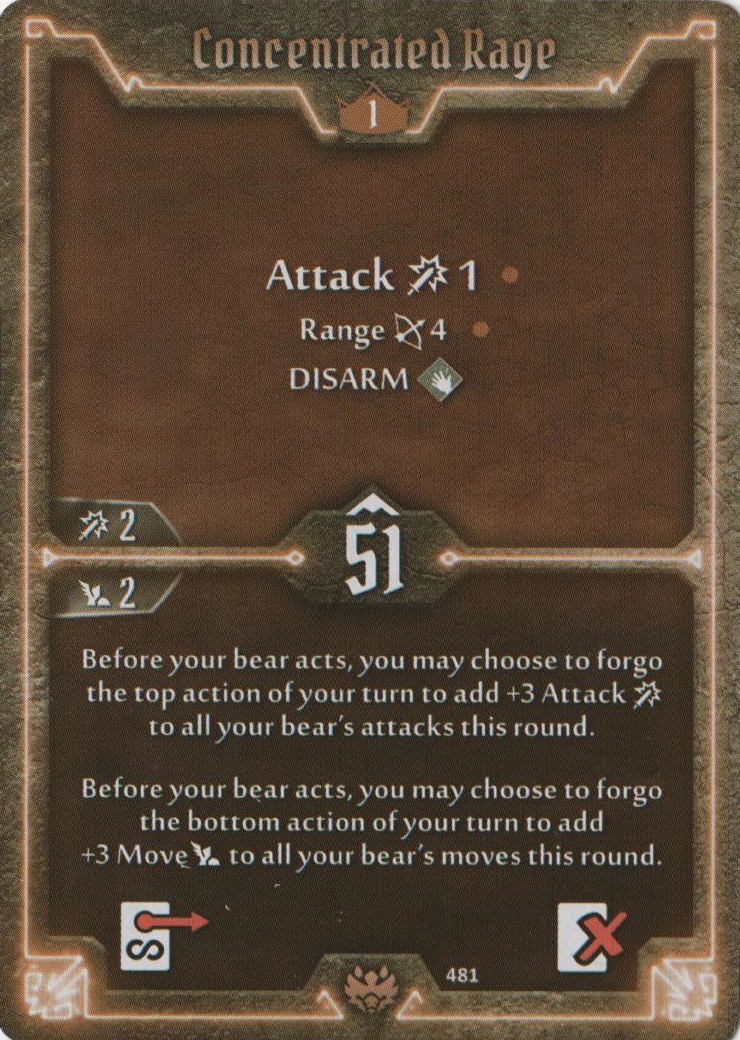 Concentrated Rage
1
Attack 1
Range 4
DISARM
2
51
2
Before your bear acts, you may choose to forgo
the top action of your turn to add +3 Attack
to all your bear's attacks this round.
Before your bear acts, you may choose to forgo
the bottom action of your turn to add
+3 Move to all your bear's moves this round.
481